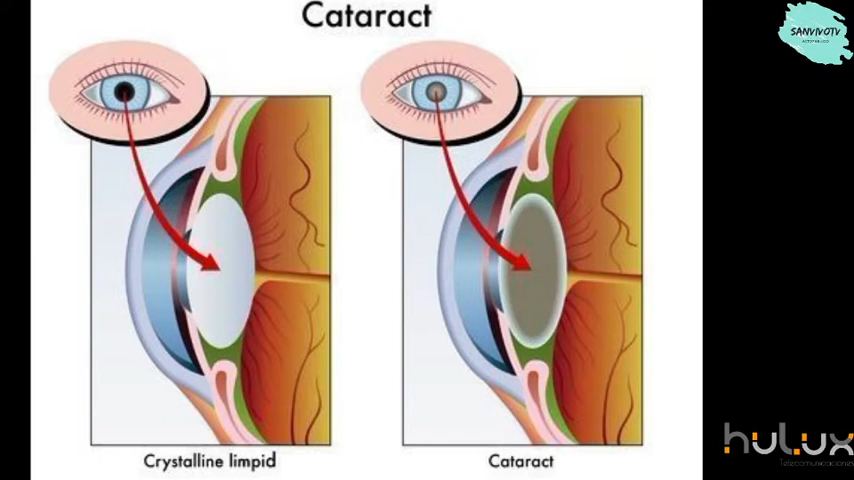 Cataract
SANVIVOTV
Crystalline limpid
Cataract
hulux
Telecomunicaciones